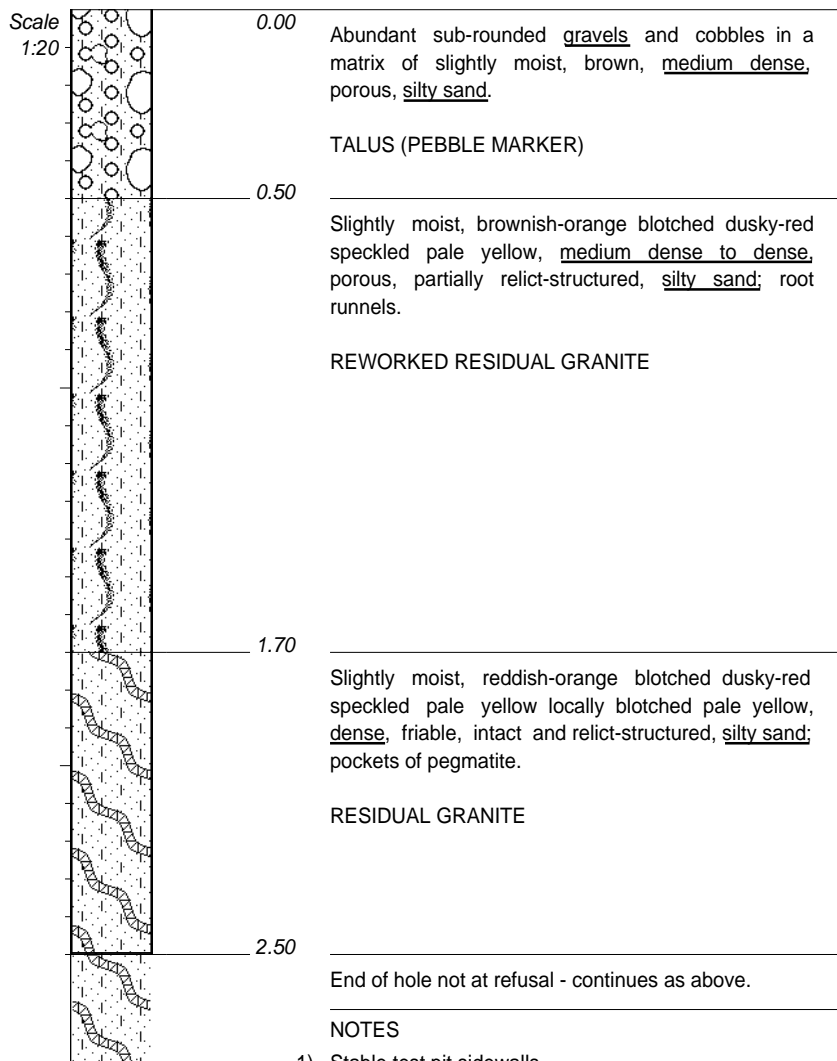 Scale
1:20
0.00
Abundant sub-rounded gravels and cobbles in a
matrix of slightly moist, brown, medium dense,
porous, silty sand.
TALUS (PEBBLE MARKER)
0.50
Slightly moist, brownish-orange blotched dusky-red
speckled pale yellow, medium dense to dense,
porous, partially relict-structured, silty sand; root
runnels.
REWORKED RESIDUAL GRANITE
1.70
Slightly moist, reddish-orange blotched dusky-red
speckled pale yellow locally blotched pale yellow,
dense, friable, intact and relict-structured, silty sand;
pockets of pegmatite.
RESIDUAL GRANITE
2.50
End of hole not at refusal - continues as above.
NOTES
1) Stable test pit sidewalls